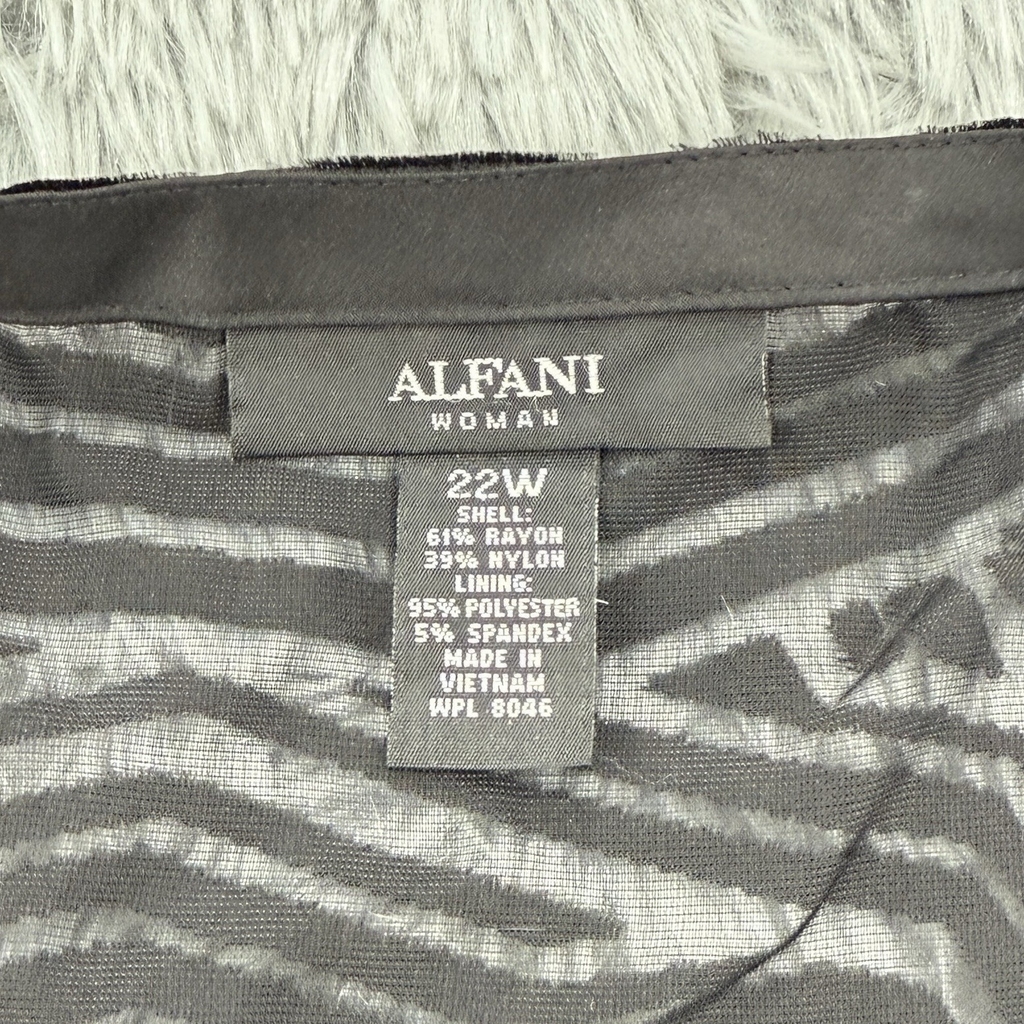 ALFANI
WOMAN
22W
SHELL:
61% RAYON
39% NYLON
LINING:
95% POLYESTER
5% SPANDEX
MADE IN
VIETNAM
WPL 8046